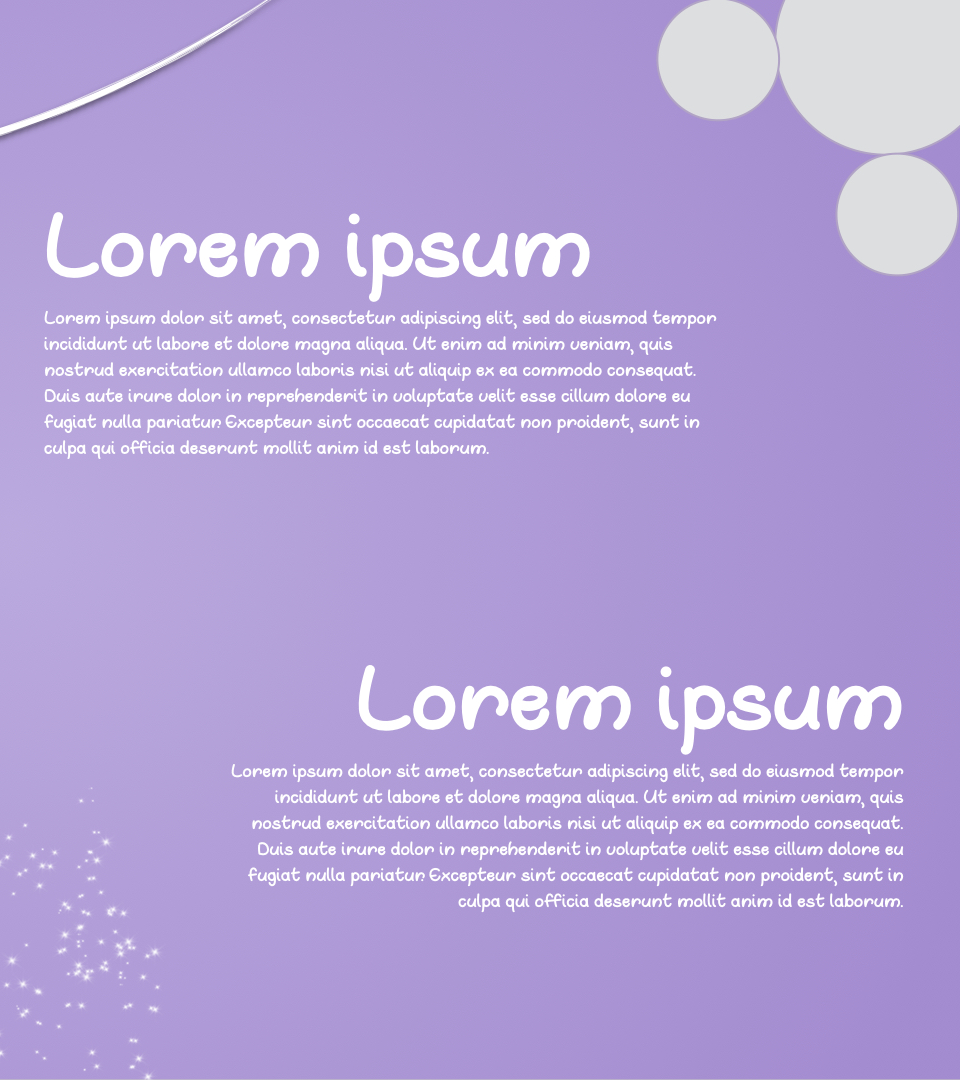 Lorem ipsum
Lorem ipsum dolor sit amet, consectetur adipiscing elit, sed do eiusmod tempor
incididunt ut labore et dolore magna aliqua. Ut enim ad minim veniam, quis
nostrud exercitation ullamco laboris nisi ut aliquip ex ea commodo consequat.
Duis aute irure dolor in reprehenderit in voluptate velit esse cillum dolore eu
fugiat nulla pariatur. Excepteur sint occaecat cupidatat non proident, sunt in
culpa qui officia deserunt mollit anim id est laborum.
Lorem ipsum
Lorem ipsum dolor sit amet, consectetur adipiscing elit, sed do eiusmod tempor
incididunt ut labore et dolore magna aliqua. Ut enim ad minim veniam, quis
nostrud exercitation ullamco laboris nisi ut aliquip ex ea commodo consequat.
Duis aute irure dolor in reprehenderit in voluptate velit esse cillum dolore eu
fugiat nulla pariatur. Excepteur sint occaecat cupidatat non proident, sunt in
culpa qui officia deserunt mollit anim id est laborum.